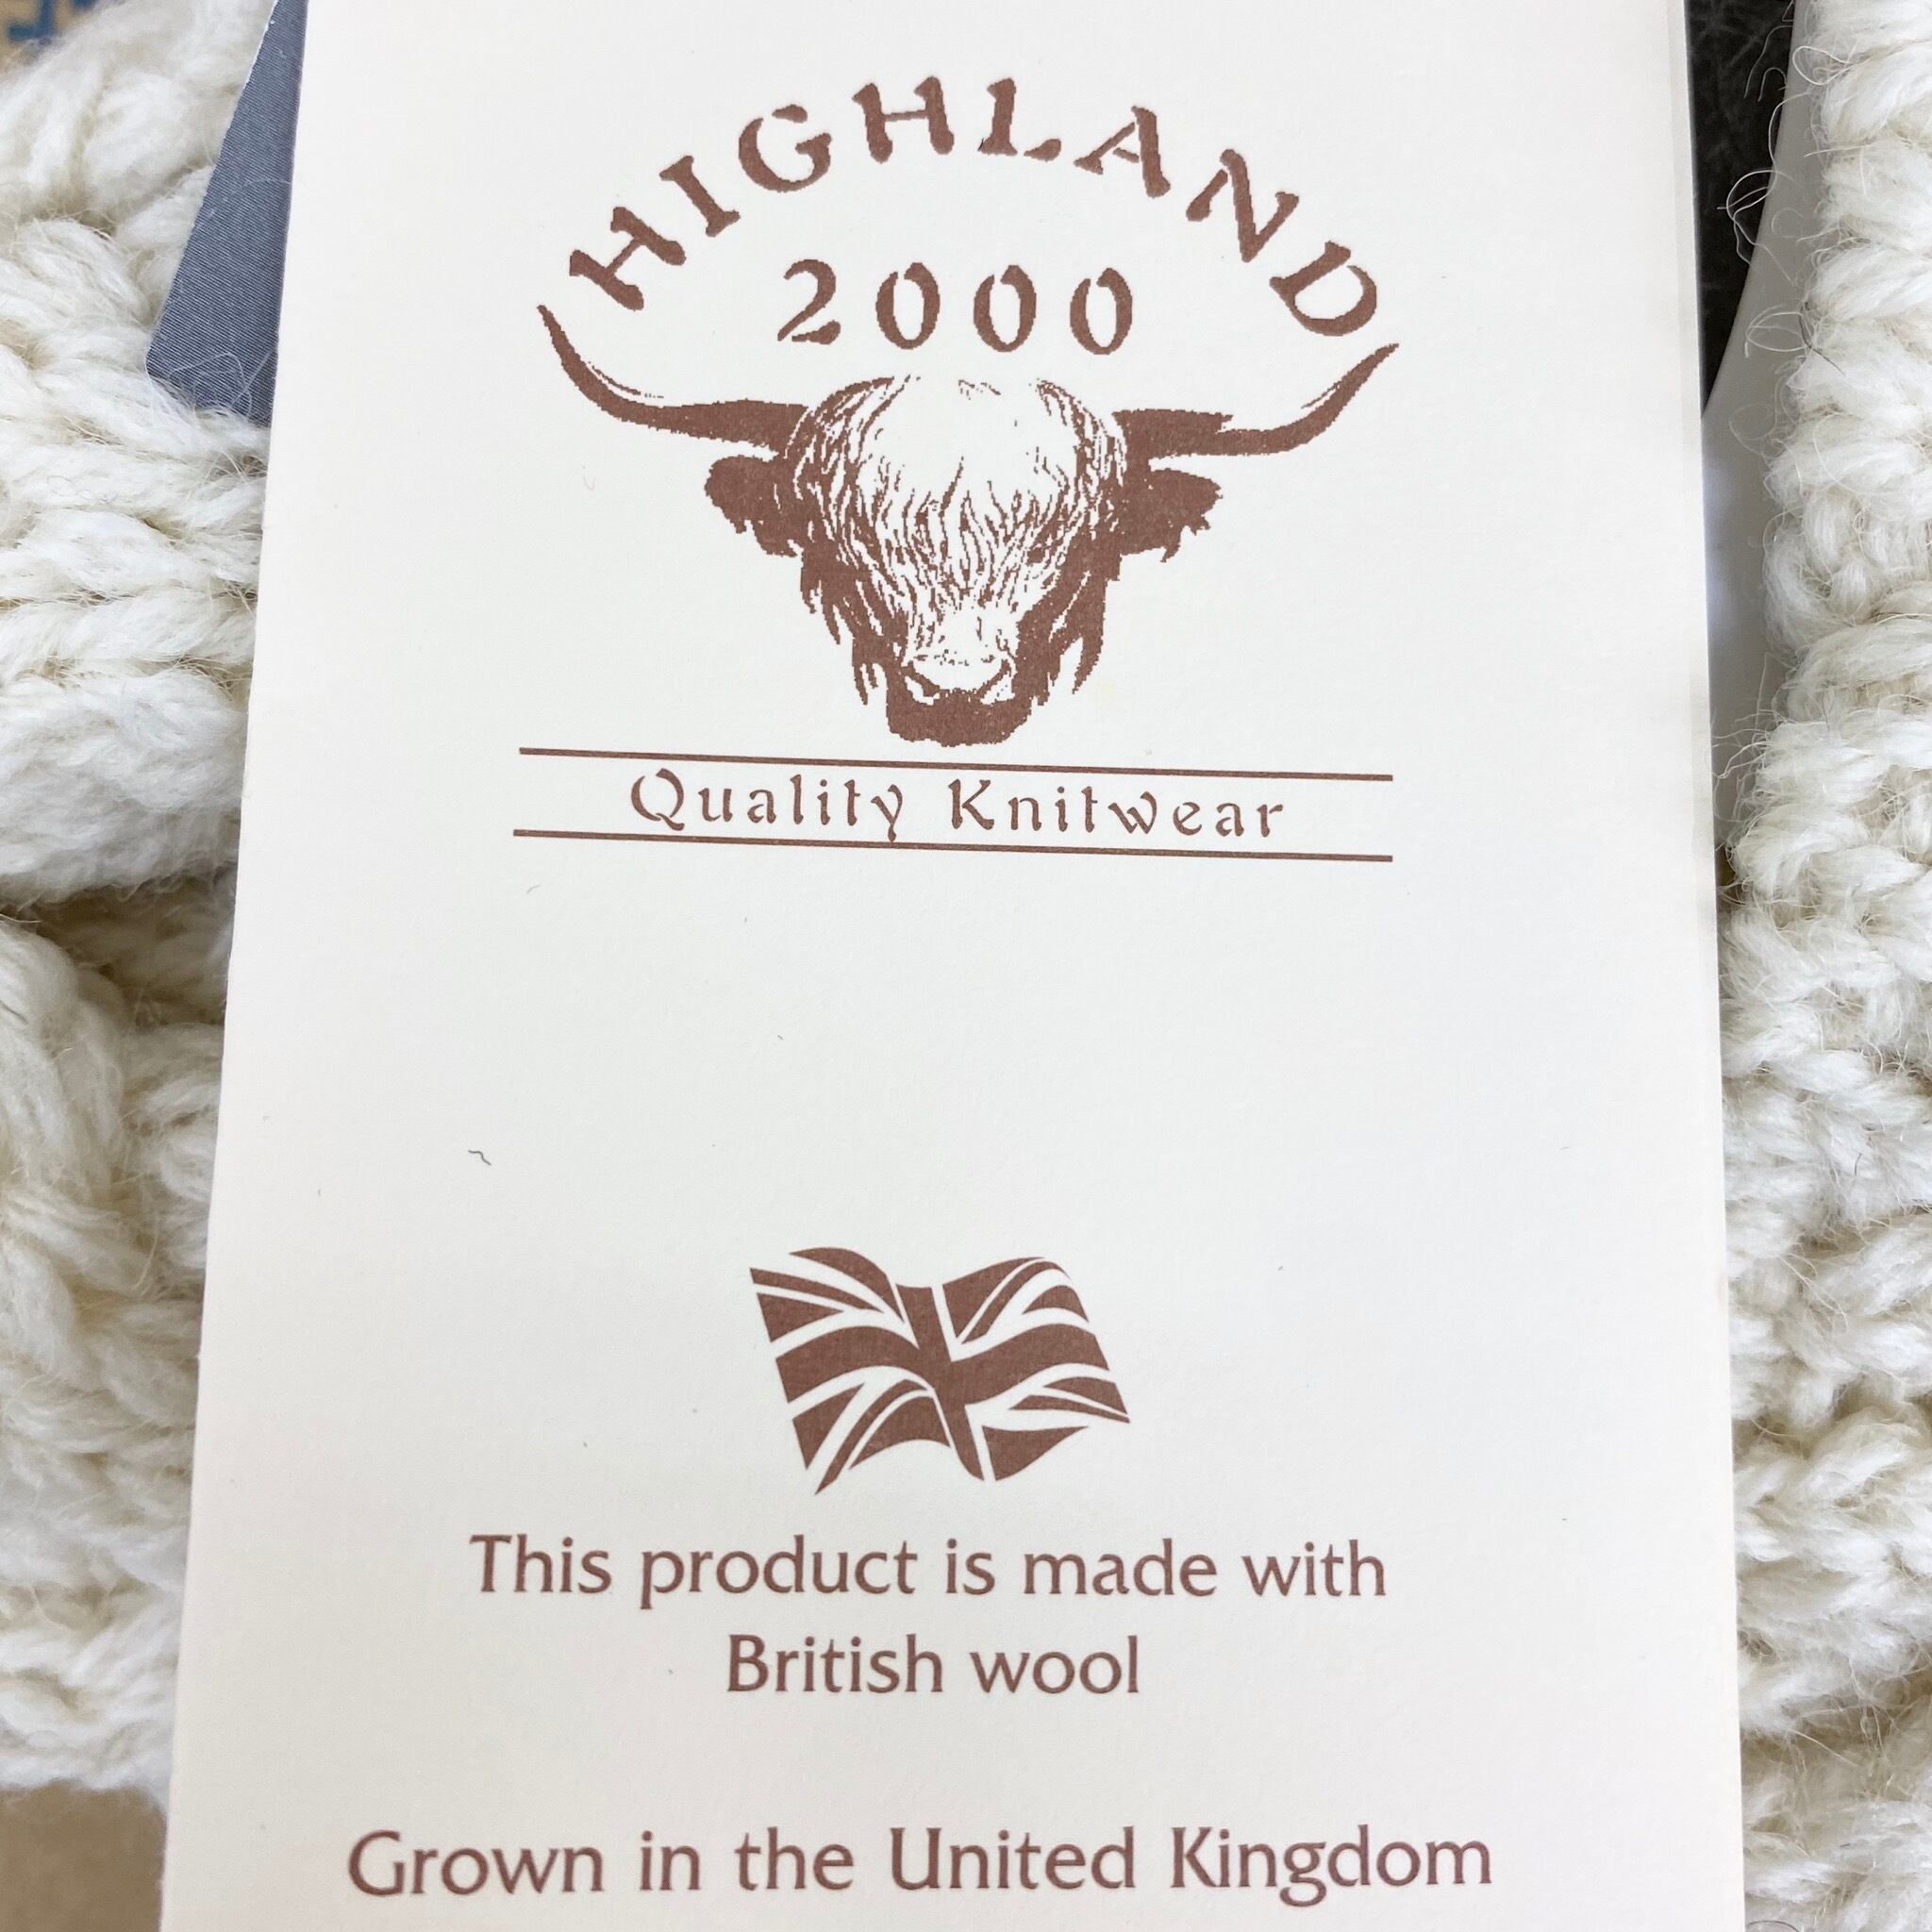 HIGHLAND
2000
Quality Knitwear
This product is made with
British wool
Grown in the United Kingdom